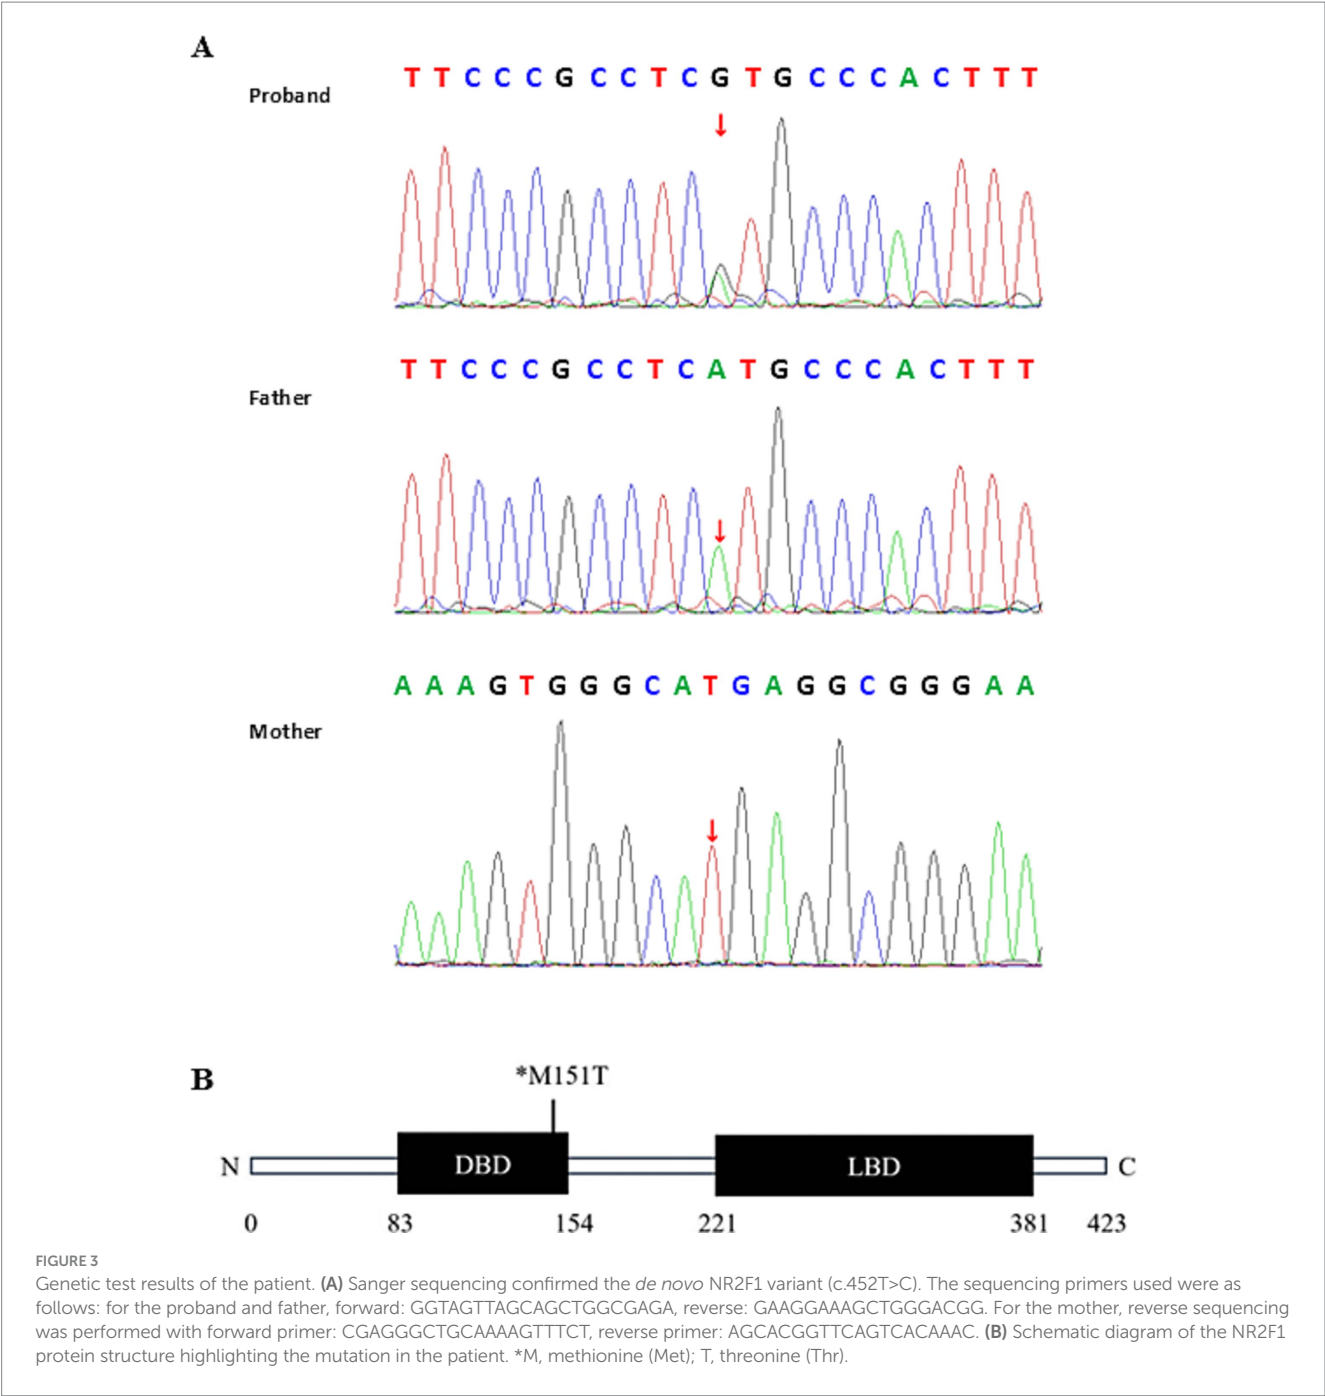 A
T T C C C G C C T C G T G C C C A C T T T
Proband
T T C C C G C C T C A T G C C C A C T T T
Father
A A A G T G G G C A T G A G G C G G G A A
Mother
B
*M151T
N DBD LBD C
0 83 154 221 381 423
FIGURE 3
Genetic test results of the patient. (A) Sanger sequencing confirmed the de novo NR2F1 variant (c.452T>C). The sequencing primers used were as
follows: for the proband and father, forward: GGTAGTTAGCAGCTGGCGAGA, reverse: GAAGGAAAGCTGGGACGG. For the mother, reverse sequencing
was performed with forward primer: CGAGGGCTGCAAAAGTTTCT, reverse primer: AGCACGGTTCAGTCACAAAC. (B) Schematic diagram of the NR2F1
protein structure highlighting the mutation in the patient. *M, methionine (Met); T, threonine (Thr).